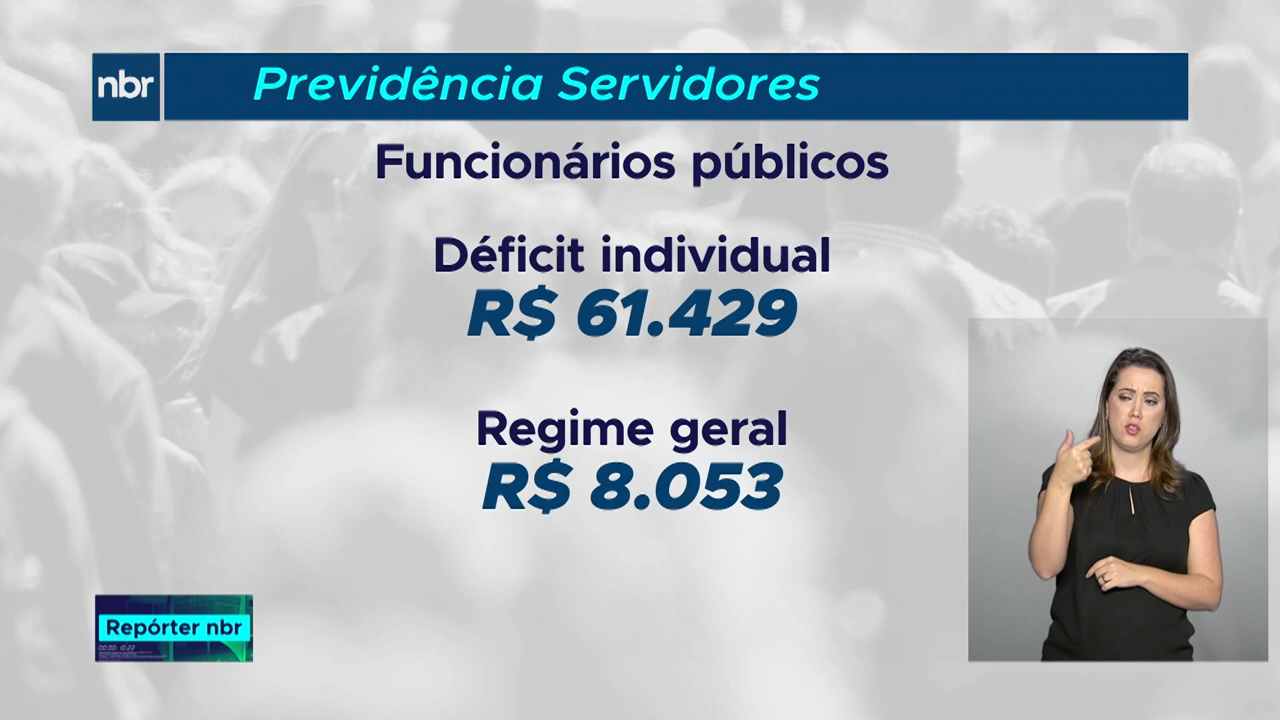 nbr
Previdência Servidores
Funcionários públicos
Déficit individual
R$ 61.429
Regime geral
R$ 8.053
Repórter nbr